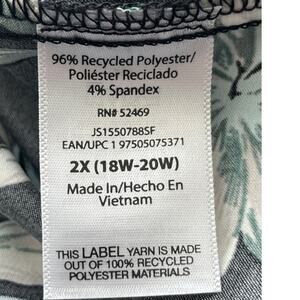 96% Recycled Polyester/
Poliéster Reciclado
4% Spandex
RN# 52469
JS1550788SF
EAN/UPC 1 97505075371
2X (18W-20W)
Made In/Hecho En
Vietnam
THIS LABEL YARN IS MADE
OUT OF 100% RECYCLED
POLYESTER MATERIALS